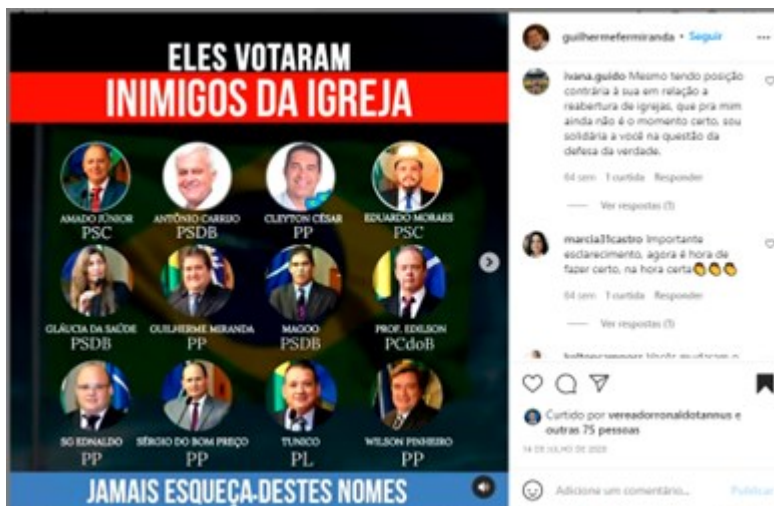 ELES VOTARAM
INIMIGOS DA IGREJA
AMADO JÚNIOR
PSC
ANTÔNIO CARRIJO
PSDB
CLEYTON CÉSAR
PP
EDUARDO MORAES
PSC
GLÁUCIA DA SAÚDE
PSDB
GUILHERME MIRANDA
PP
MAGOO
PSDB
PROF. EDILSON
PCdoB
SG EDNALDO
PP
SÉRGIO DO BOM PREÇO
PP
TUNICO
PL
WILSON PINHEIRO
PP
JAMAIS ESQUEÇA DESTES NOMES
guilhermefermiranda • Seguir
ivana.guido Mesmo tendo posição
contrária à sua em relação a
reabertura de igrejas, que pra mim
ainda não é o momento certo, sou
solidária a você na questão da
defesa da verdade.
64 sem 1 curtida Responder
Ver respostas (1)
marcia31castro Importante
esclarecimento, agora é hora de
fazer certo, na hora certa👏👏👏
64 sem 1 curtida Responder
Ver respostas (1)
Curtido por vereadorronaldotannus e
outras 75 pessoas
14 DE JULHO DE 2020
Adicione um comentário... Publicar